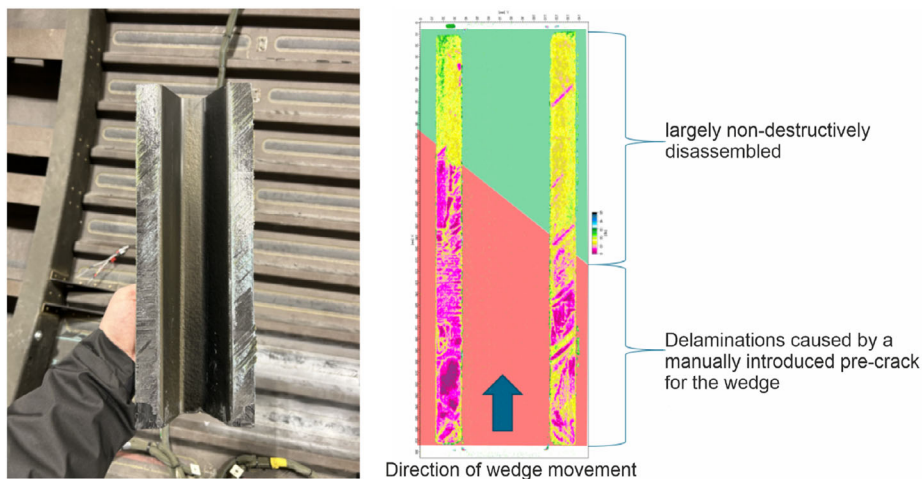 largely non-destructively
disassembled
Delaminations caused by a
manually introduced pre-crack
for the wedge
Direction of wedge movement